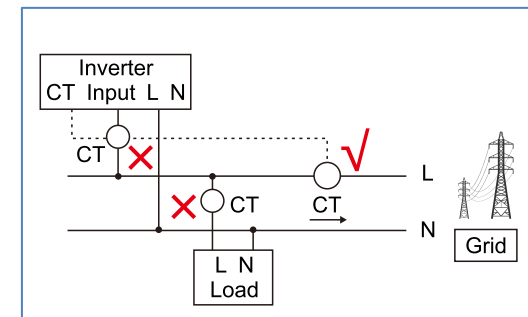 Inverter
CT Input L N
CT
L
CT
CT
N
Grid
L N
Load